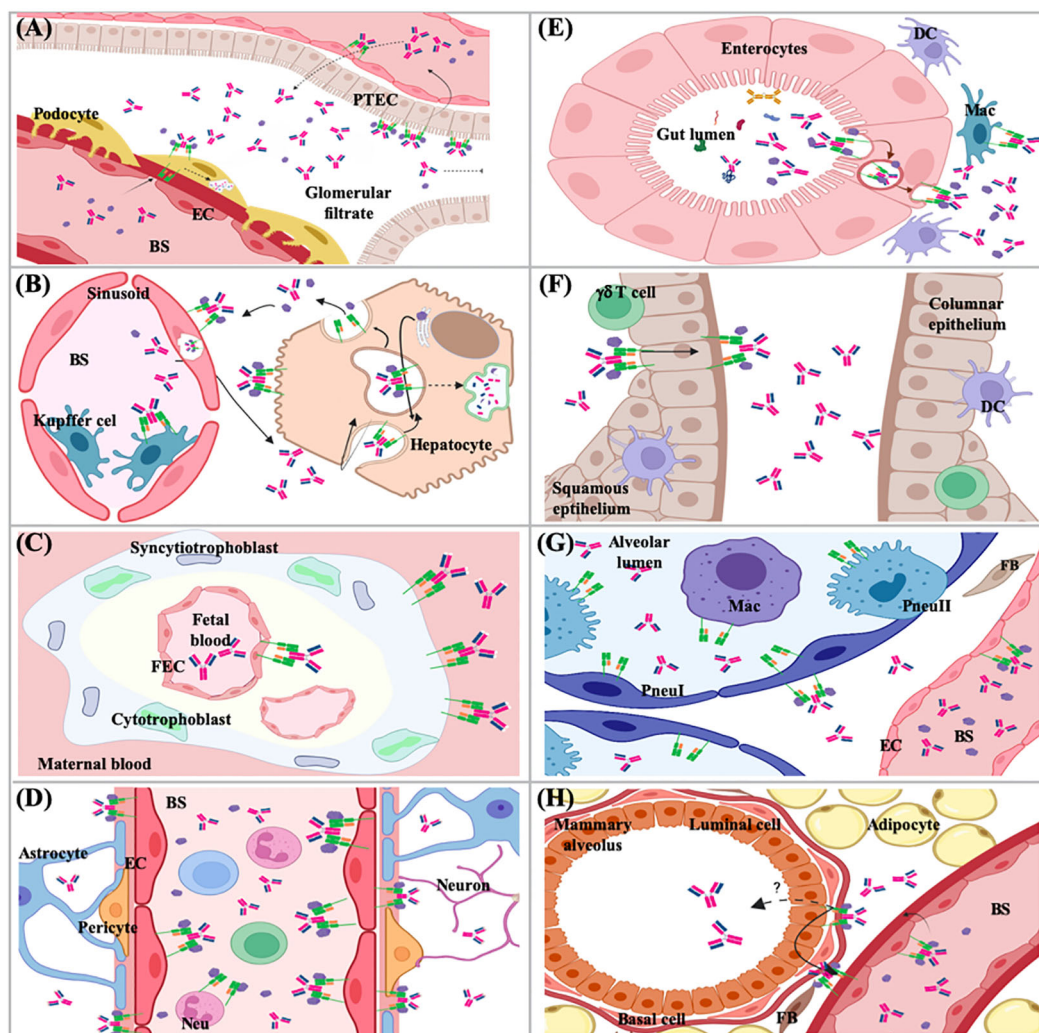 (A)
PTEC
Podocyte
Glomerular
filtrate
EC
BS
(E)
DC
Enterocytes
Mac
Gut lumen
(B)
Sinusoid
BS
Kupffer cel
Hepatocyte
(F)
γδ T cell
Columnar
epithelium
DC
Squamous
eptihelium
(C)
Syncytiotrophoblast
Fetal
blood
FEC
Cytotrophoblast
Maternal blood
(G)
Alveolar
lumen
FB
Mac
PneuII
PneuI
EC
BS
(D)
BS
Astrocyte
EC
Neuron
Pericyte
Neu
(H)
Mammary
alveolus
Luminal cell
Adipocyte
?
BS
Basal cell
FB